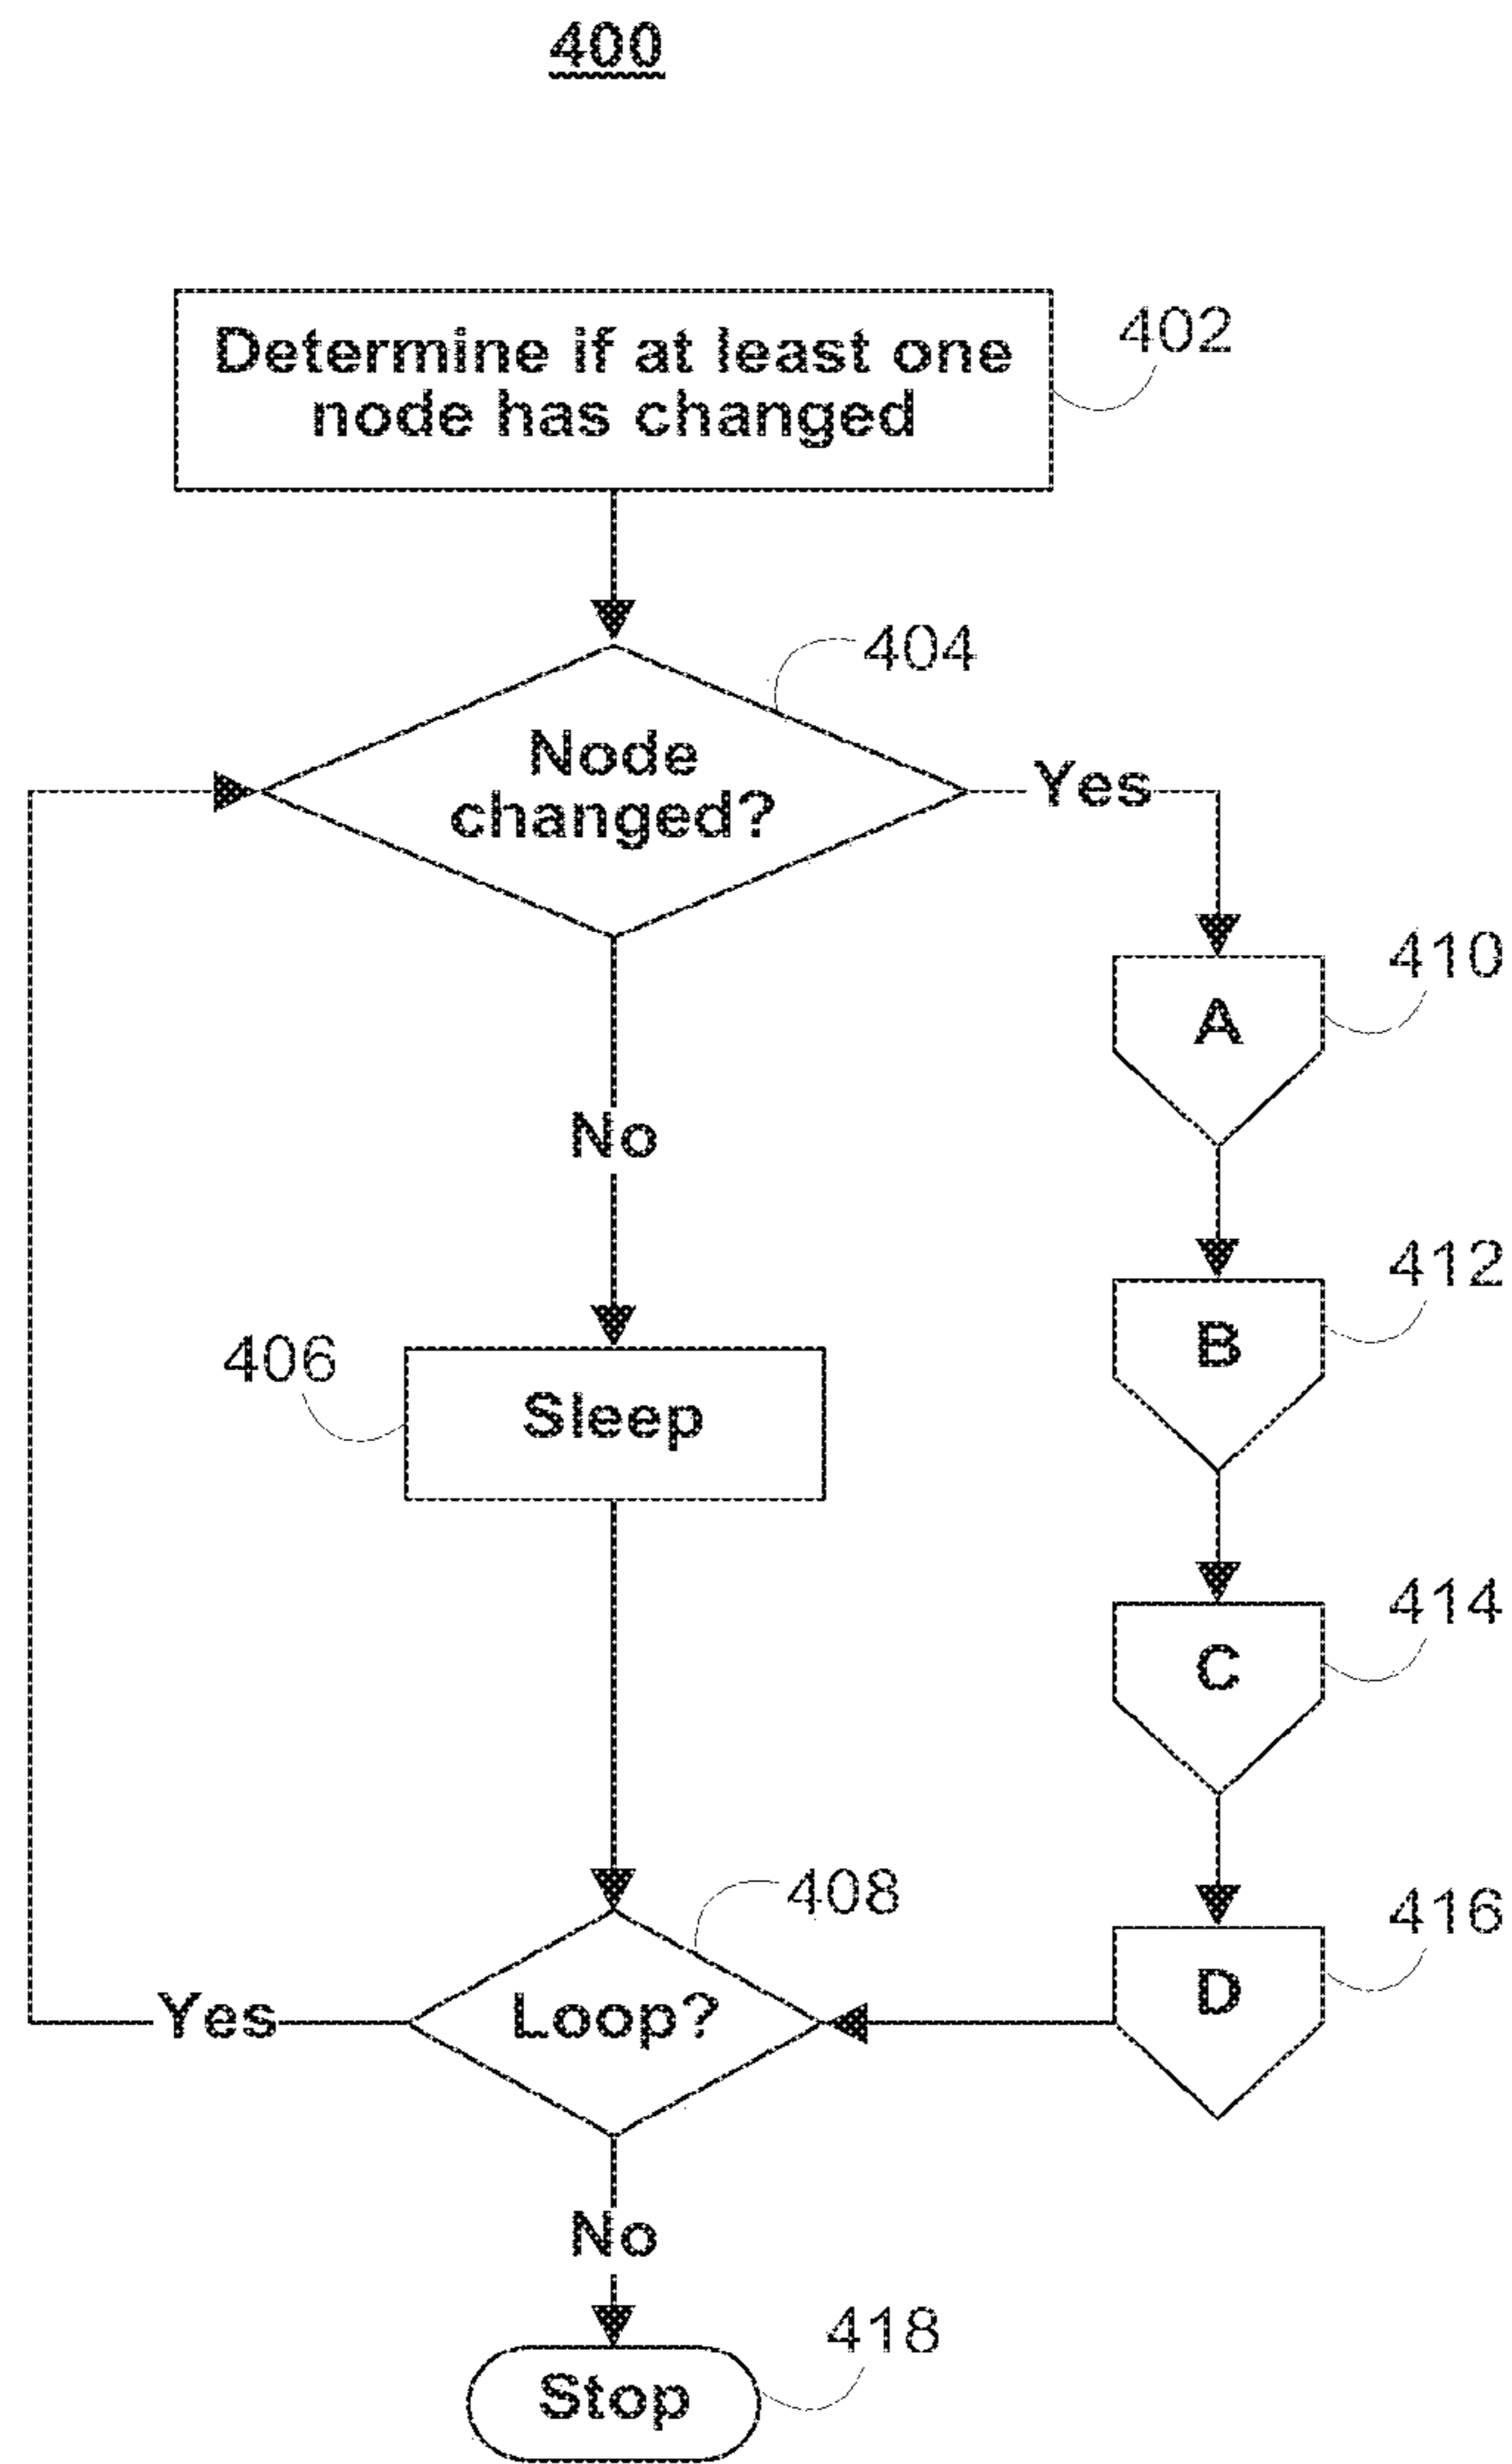 400
Determine if at least one
node has changed
402
404
Node
changed?
Yes
410
A
No
412
B
406
Sleep
414
C
408
416
Yes
Loop?
D
No
418
Stop